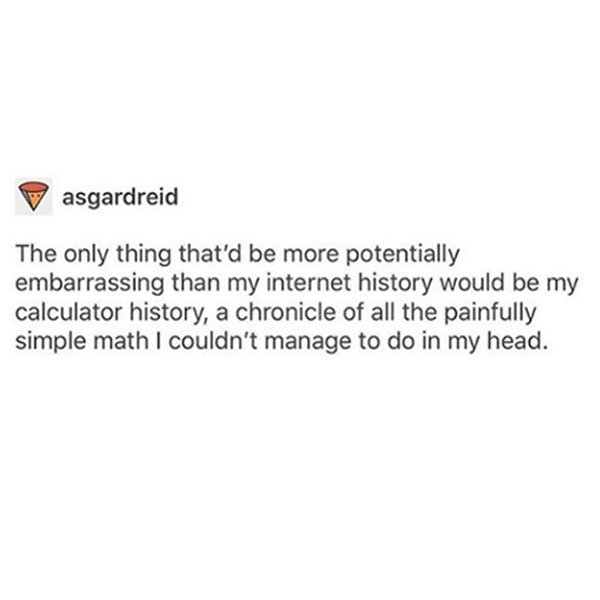 asgardreid
The only thing that'd be more potentially
embarrassing than my internet history would be my
calculator history, a chronicle of all the painfully
simple math I couldn't manage to do in my head.